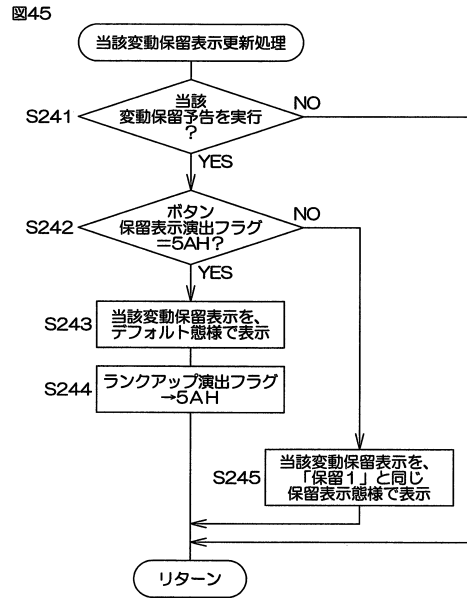 図45
当該変動保留表示更新処理
S241
当該
変動保留予告を実行
?
NO
YES
S242
ボタン
保留表示演出フラグ
=5AH?
NO
YES
S243
当該変動保留表示を、
デフォルト態様で表示
S244
ランクアップ演出フラグ
→5AH
S245
当該変動保留表示を、
「保留1」と同じ
保留表示態様で表示
リターン